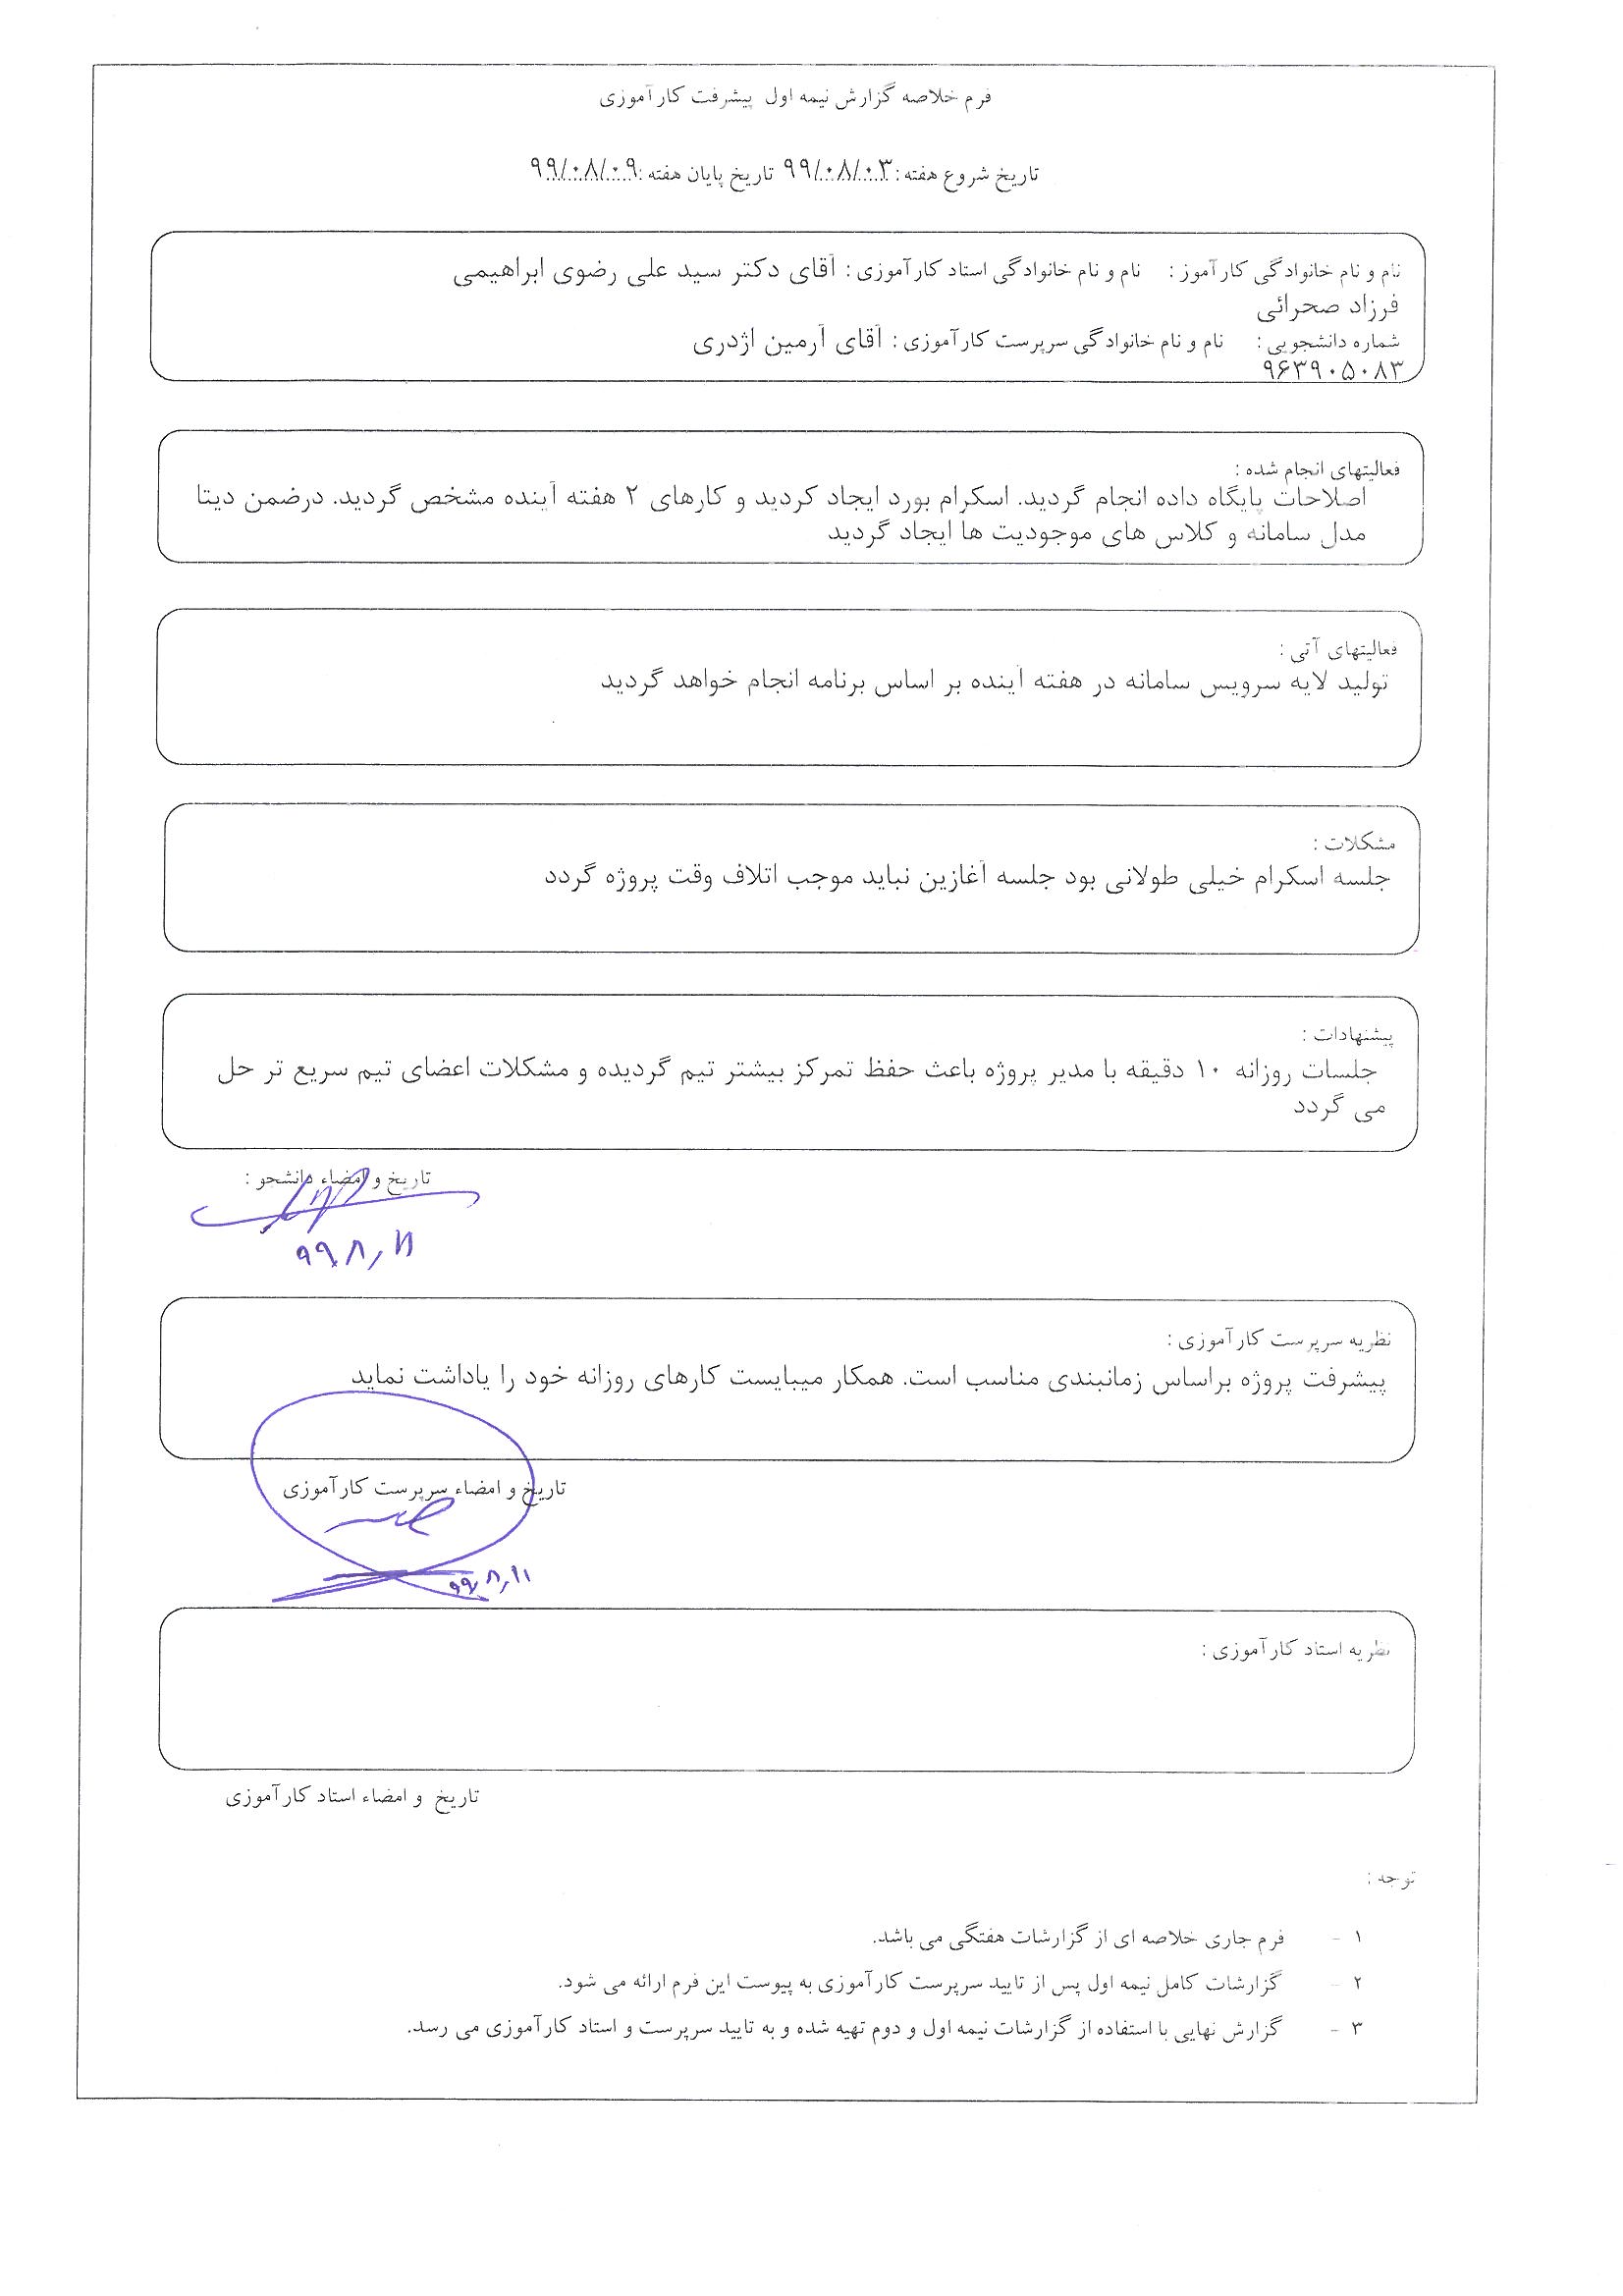 فرم خلاصه گزارش نیمه اول پیشرفت کارآموزی
تاریخ شروع هفته: ۹۹/۰۸/۰۳ تاریخ پایان هفته: ۹۹/۰۸/۰۹
نام و نام خانوادگی کارآموز : نام و نام خانوادگی استاد کارآموزی : آقای دکتر سید علی رضوی ابراهیمی
فرزاد صحرائی
شماره دانشجویی : نام و نام خانوادگی سرپرست کارآموزی : آقای آرمین اژدری
۹۶۳۹۰۵۰۸۳
فعالیتهای انجام شده :
اصلاحات پایگاه داده انجام گردید. اسکرام بورد ایجاد کردید و کارهای ۲ هفته آینده مشخص گردید. درضمن دیتا
مدل سامانه و کلاس های موجودیت ها ایجاد گردید
فعالیتهای آتی :
تولید لایه سرویس سامانه در هفته آینده بر اساس برنامه انجام خواهد گردید
مشکلات :
جلسه اسکرام خیلی طولانی بود جلسه آغازین نباید موجب اتلاف وقت پروژه گردد
پیشنهادات :
جلسات روزانه ۱۰ دقیقه با مدیر پروژه باعث حفظ تمرکز بیشتر تیم گردیده و مشکلات اعضای تیم سریع تر حل
می گردد
تاریخ و امضاء دانشجو :
۹۹،۸،۱۱
نظریه سرپرست کارآموزی :
پیشرفت پروژه براساس زمانبندی مناسب است. همکار میبایست کارهای روزانه خود را یاداشت نماید
تاریخ و امضاء سرپرست کارآموزی
۹۹،۸،۱۱
نظریه استاد کارآموزی :
تاریخ و امضاء استاد کارآموزی
توجه :
۱ - فرم جاری خلاصه ای از گزارشات هفتگی می باشد.
۲ - گزارشات کامل نیمه اول پس از تایید سرپرست کارآموزی به پیوست این فرم ارائه می شود.
۳ - گزارش نهایی با استفاده از گزارشات نیمه اول و دوم تهیه شده و به تایید سرپرست و استاد کارآموزی می رسد.